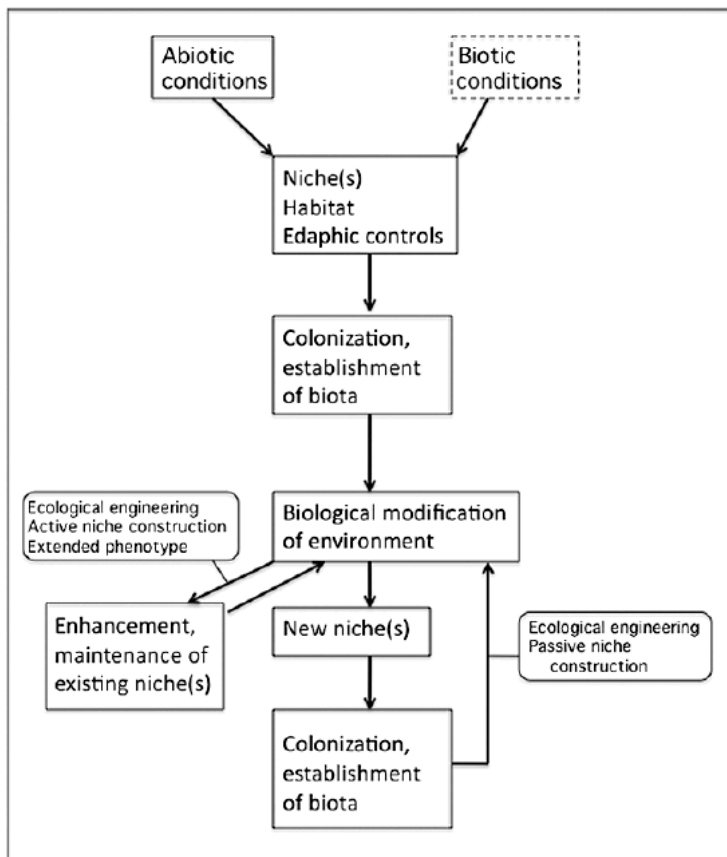 Abiotic
conditions
Biotic
conditions
Niche(s)
Habitat
Edaphic controls
Colonization,
establishment
of biota
Ecological engineering
Active niche construction
Extended phenotype
Biological modification
of environment
Enhancement,
maintenance of
existing niche(s)
New niche(s)
Ecological engineering
Passive niche
construction
Colonization,
establishment
of biota